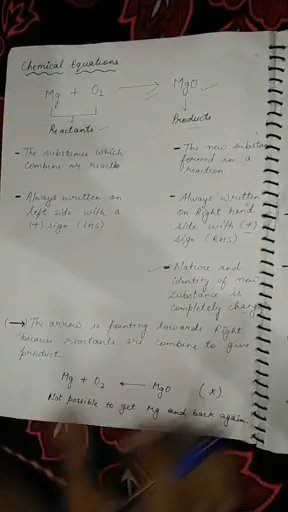 Chemical Equations
Mg + O₂ → MgO
Reactants
Products
- The substances which
combine or
- The new
formed in a
reaction
- Always written on
left side with a
(+) sign (LHS)
- Always written
on Right hand
side with (+)
sign (RHS)
- Nature and
identity of new
substance is
completely
(→) The arrow is pointing towards Right
because reactants are combine to give
product
Mg + O₂ ← MgO (x)
Not possible to get Mg and back again.